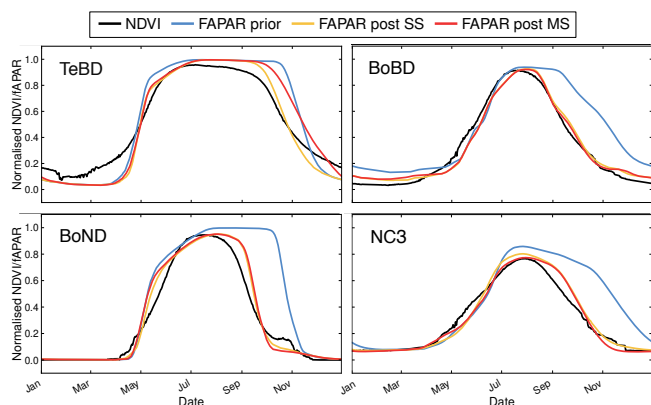 NDVI FAPAR prior FAPAR post SS FAPAR post MS
TeBD BoBD
Normalised NDVI/fAPAR
1.0
0.8
0.6
0.4
0.2
0.0
BoND NC3
Normalised NDVI/fAPAR
1.0
0.8
0.6
0.4
0.2
0.0
Jan Mar May Jul Sep Nov Jan Mar May Jul Sep Nov
Date Date